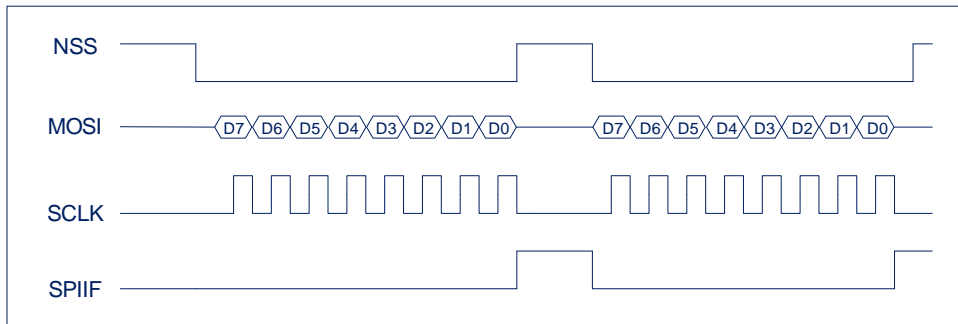 NSS
MOSI D7 D6 D5 D4 D3 D2 D1 D0 D7 D6 D5 D4 D3 D2 D1 D0
SCLK
SPIIF